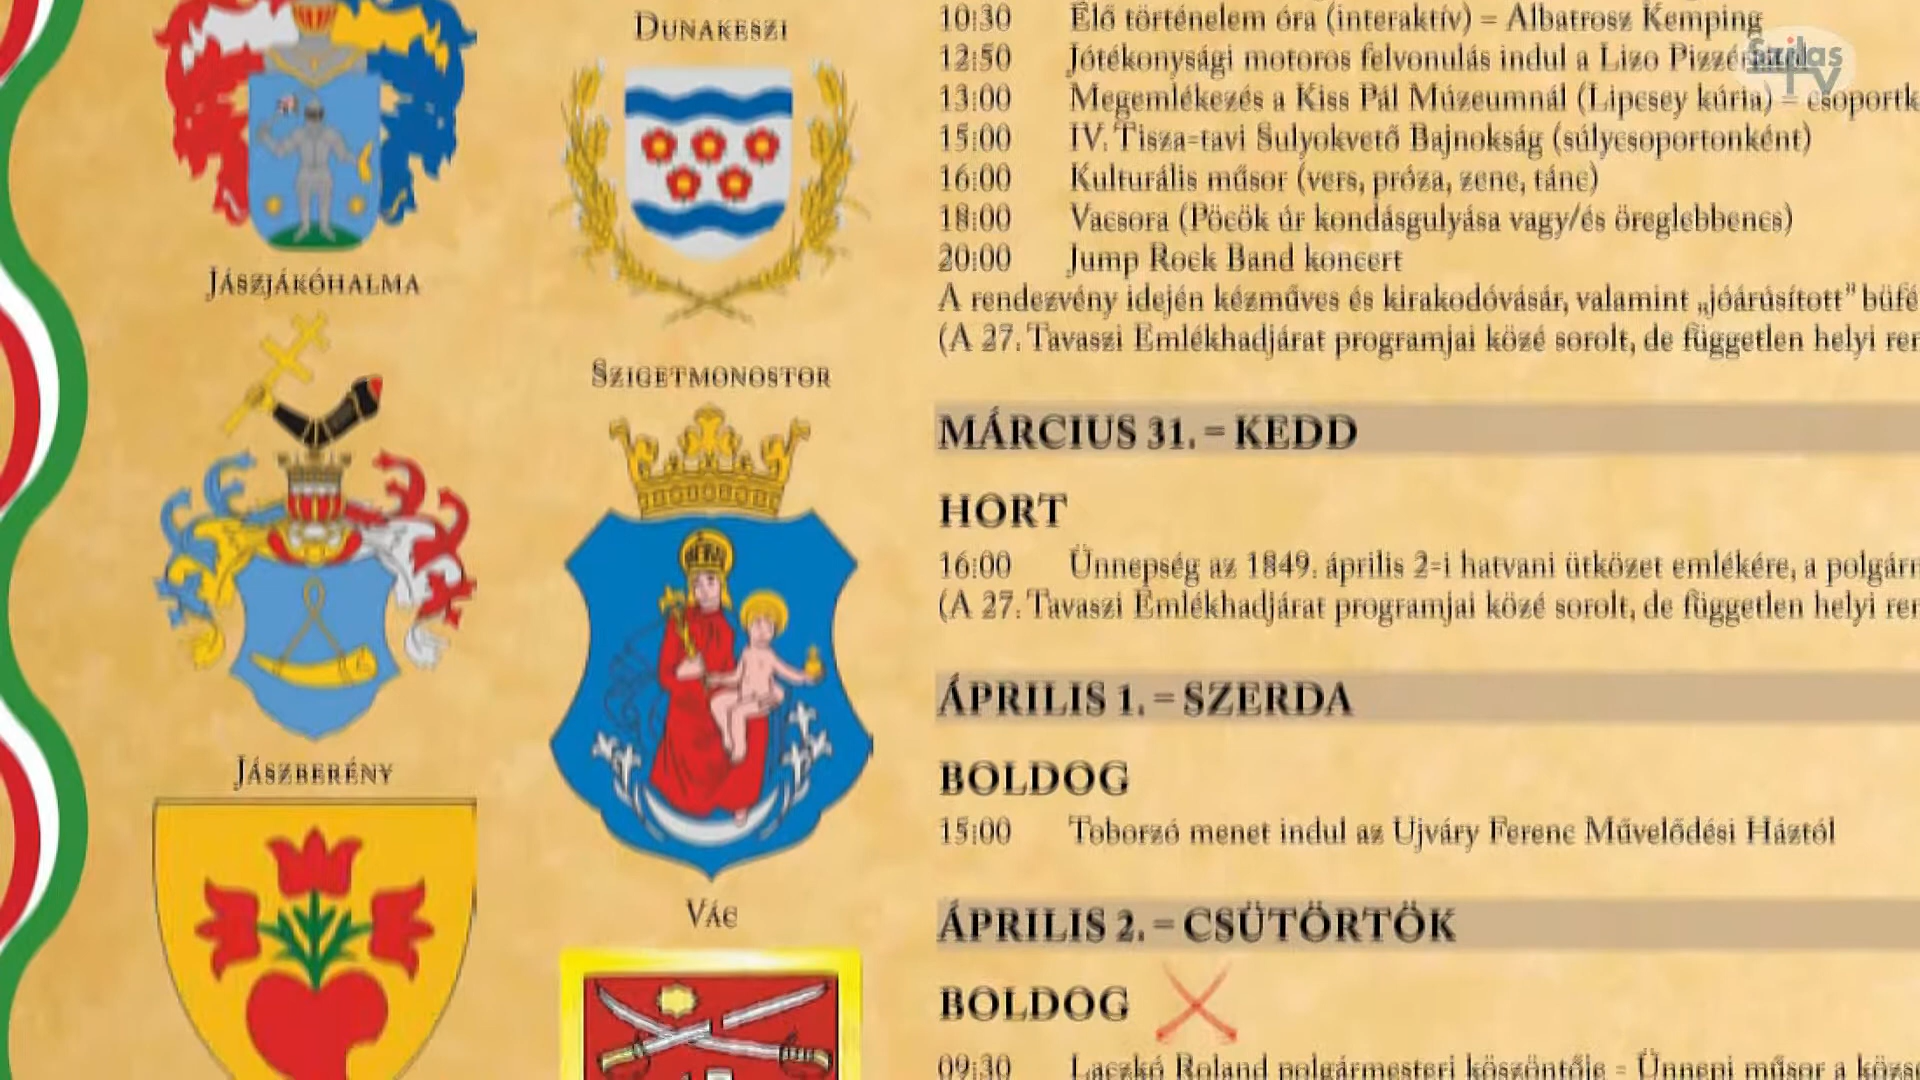 DUNAKESZI
JÁSZJÁKÓHALMA
SZIGETMONOSTOR
JÁSZBERÉNY
VÁC
10:30 Élő történelem óra (interaktív) – Albatrosz Kemping
12:50 Jótékonysági motoros felvonulás indul a Lizo
13:00 Megemlékezés a Kiss Pál Múzeumnál (Lipcsey kúria) –
15:00 IV. Tisza-tavi Sulyokvető Bajnokság (súlycsoportonként)
16:00 Kulturális műsor (vers, próza, zene, tánc)
18:00 Vacsora (Pöcök úr kondásgulyása vagy/és öreglebbencs)
20:00 Jump Rock Band koncert
A rendezvény idején kézműves és kirakodóvásár, valamint „jóárúsított” büfé
(A 27. Tavaszi Emlékhadjárat programjai közé sorolt, de független helyi
MÁRCIUS 31. – KEDD
HORT
16:00 Ünnepség az 1849. április 2-i hatvani ütközet emlékére, a
(A 27. Tavaszi Emlékhadjárat programjai közé sorolt, de független helyi
ÁPRILIS 1. – SZERDA
BOLDOG
15:00 Toborzó menet indul az Ujváry Ferenc Művelődési Háztól
ÁPRILIS 2. – CSÜTÖRTÖK
BOLDOG
09:30 Laczkó Roland polgármesteri köszöntője – Ünnepi műsor a
Szilas
TV